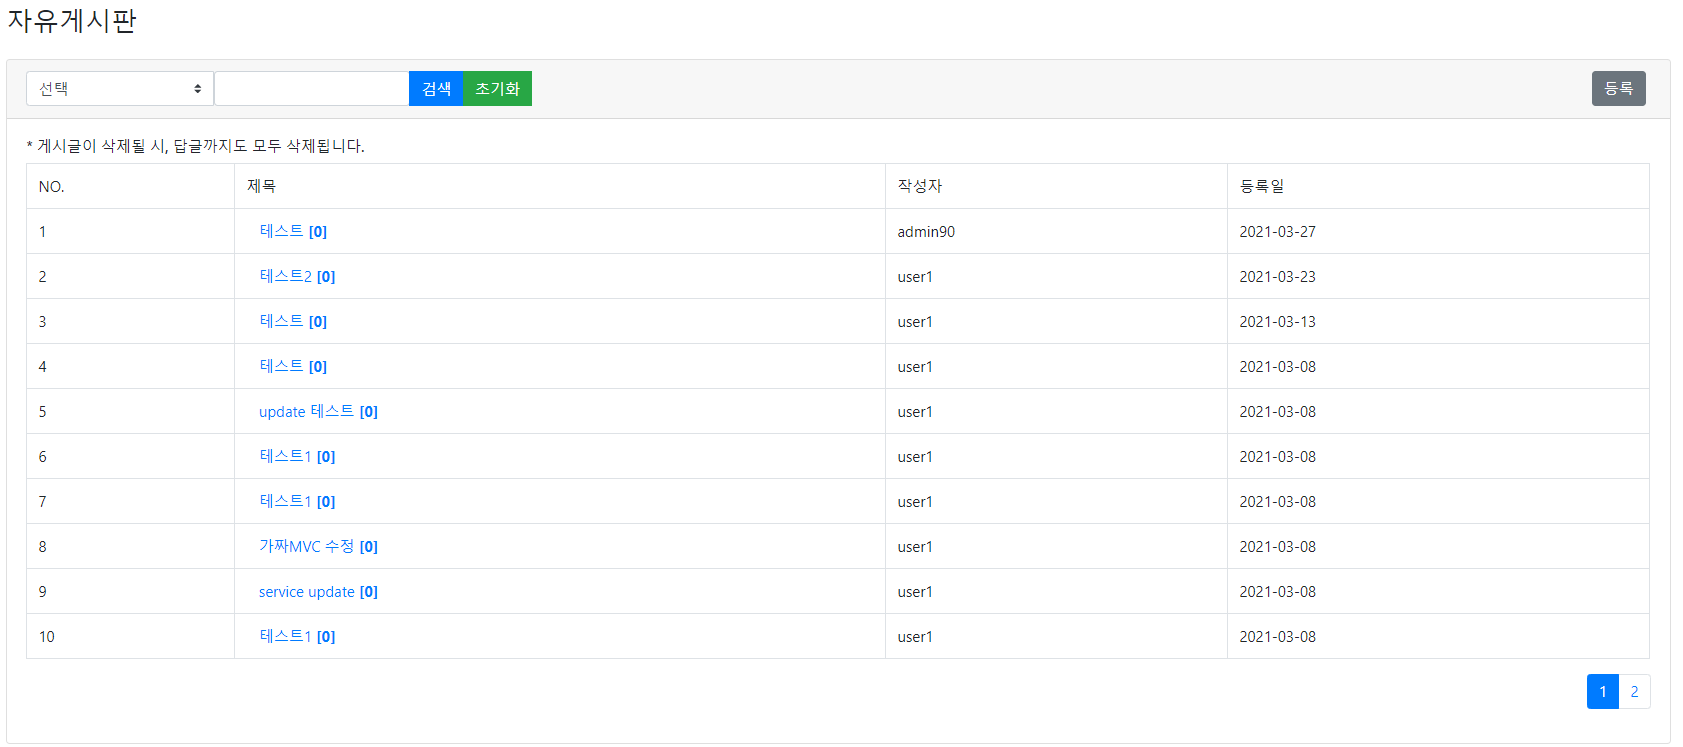 자유게시판
선택 검색 초기화 등록
* 게시글이 삭제될 시, 답글까지도 모두 삭제됩니다.
NO. 제목 작성자 등록일
1 테스트 [0] admin90 2021-03-27
2 테스트2 [0] user1 2021-03-23
3 테스트 [0] user1 2021-03-13
4 테스트 [0] user1 2021-03-08
5 update 테스트 [0] user1 2021-03-08
6 테스트1 [0] user1 2021-03-08
7 테스트1 [0] user1 2021-03-08
8 가짜MVC 수정 [0] user1 2021-03-08
9 service update [0] user1 2021-03-08
10 테스트1 [0] user1 2021-03-08
1 2